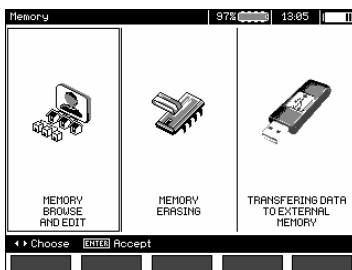 Memory 97% 13:05
MEMORY
BROWSE
AND EDIT
MEMORY
ERASING
TRANSFERING DATA
TO EXTERNAL
MEMORY
Choose ENTER Accept